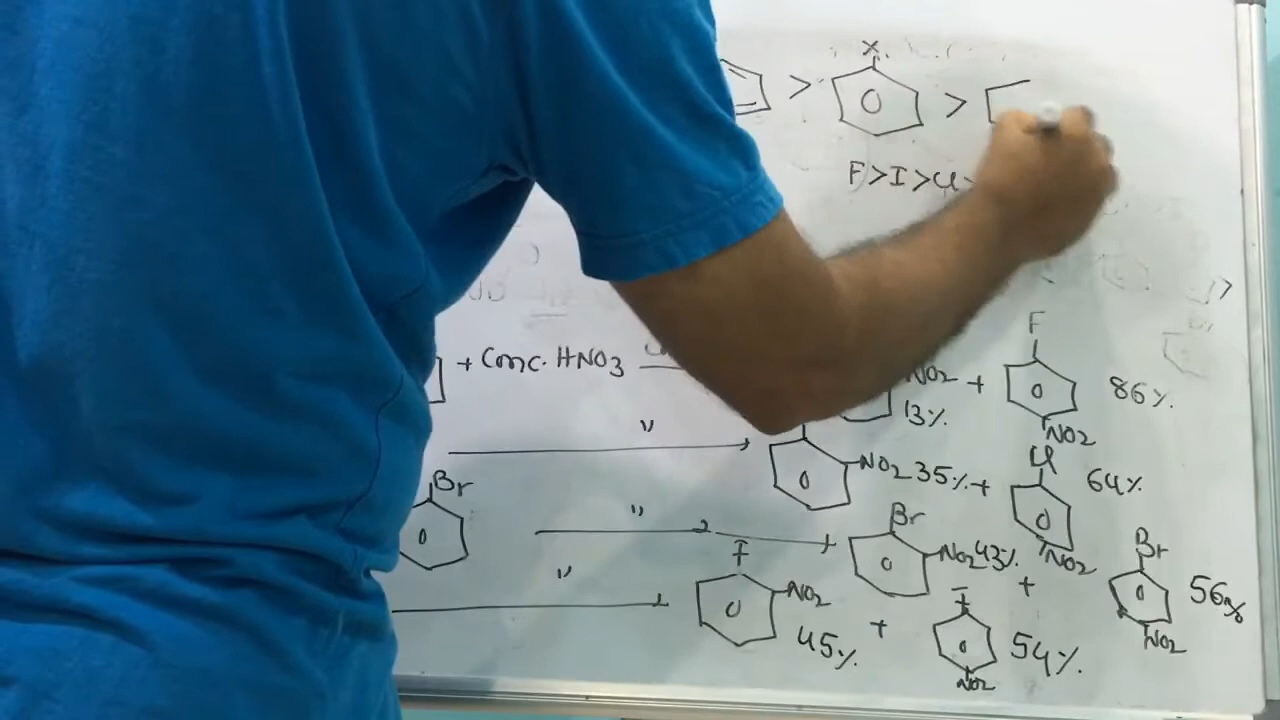 > X >
F>I>Cl>
+ Conc. HNO3 NO2 13% + F NO2 86%
" NO2 35% + Cl NO2 64%
Br " Br NO2 43% + Br NO2 56%
" I NO2 45% + I NO2 54%